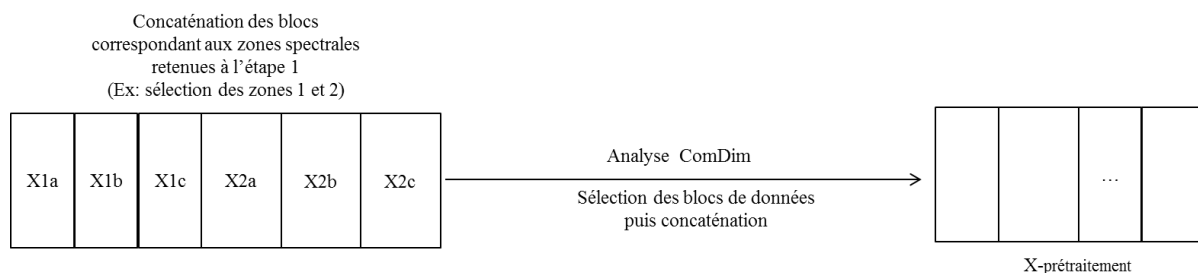 Concaténation des blocs
correspondant aux zones spectrales
retenues à l’étape 1
(Ex: sélection des zones 1 et 2)
X1a X1b X1c X2a X2b X2c
Analyse ComDim
Sélection des blocs de données
puis concaténation
...
X-prétraitement